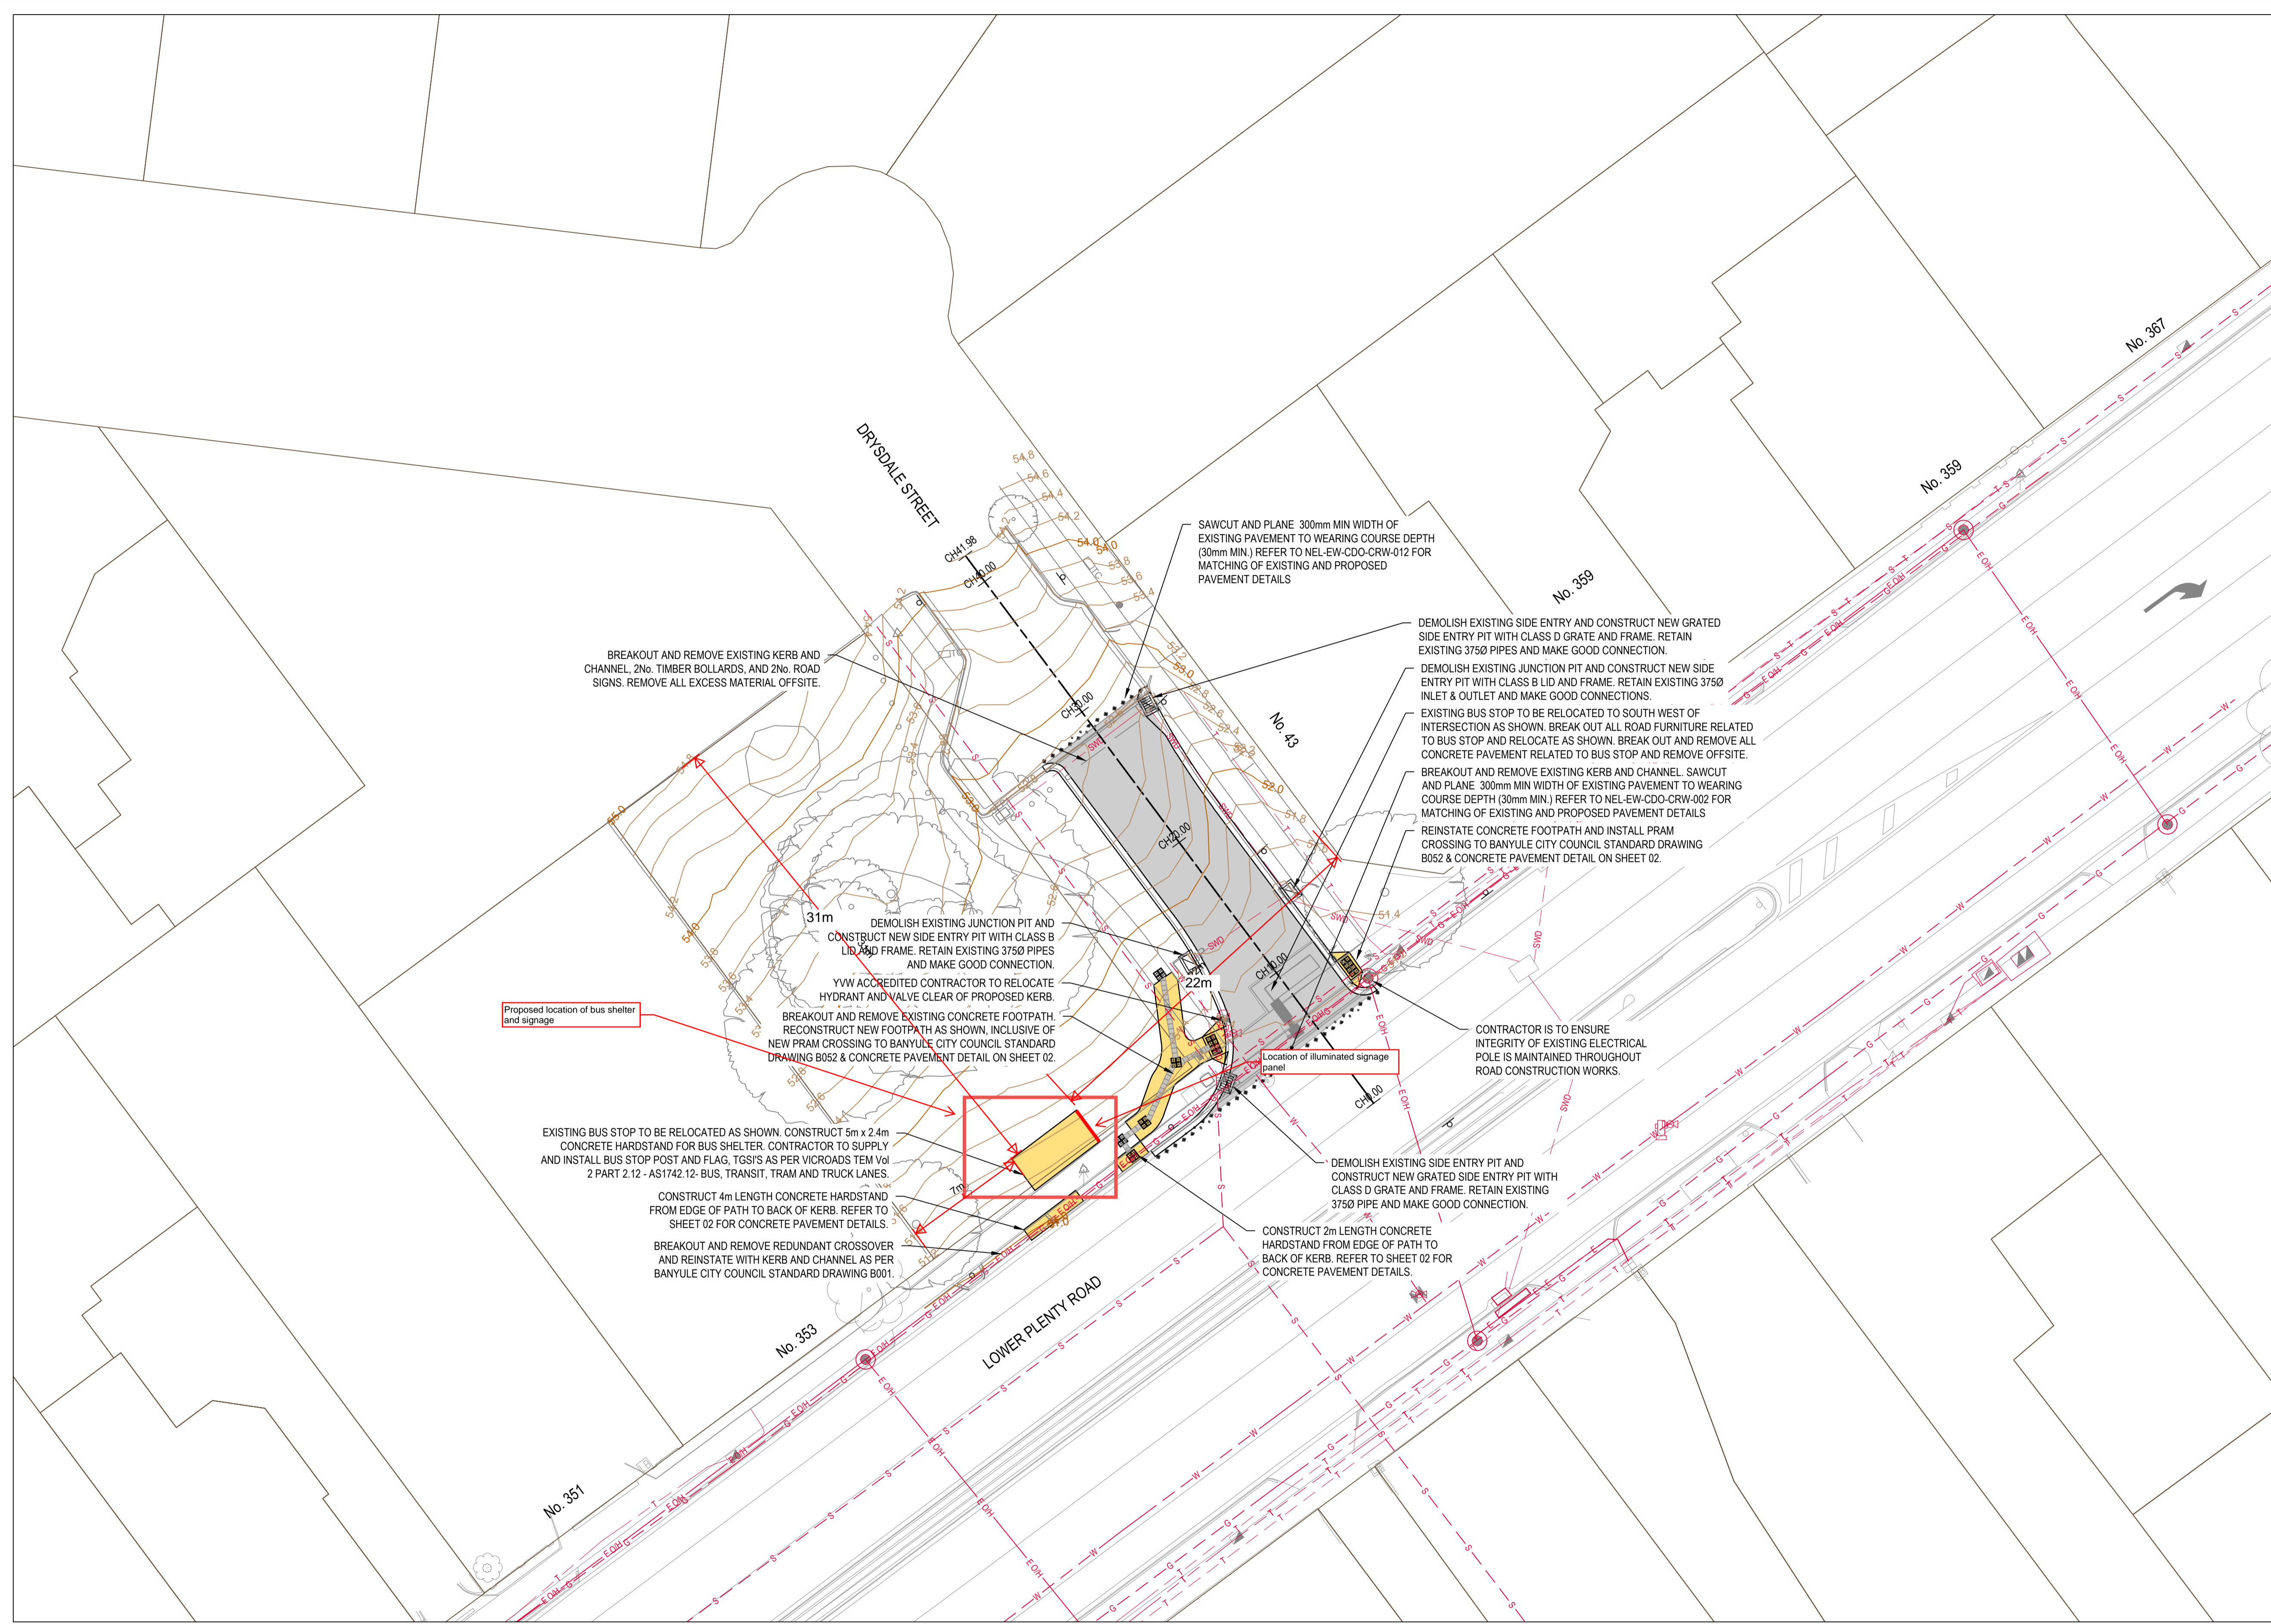 DRYSDALE STREET
CH41.98
CH40.00
CH30.00
CH20.00
CH10.00
CH0.00
SAWCUT AND PLANE 300mm MIN WIDTH OF
EXISTING PAVEMENT TO WEARING COURSE DEPTH
(30mm MIN.) REFER TO NEL-EW-CDO-CRW-012 FOR
MATCHING OF EXISTING AND PROPOSED
PAVEMENT DETAILS
No. 367
No. 359
No. 359
No. 43
DEMOLISH EXISTING SIDE ENTRY AND CONSTRUCT NEW GRATED
SIDE ENTRY PIT WITH CLASS D GRATE AND FRAME. RETAIN
EXISTING 375Ø PIPES AND MAKE GOOD CONNECTION.
DEMOLISH EXISTING JUNCTION PIT AND CONSTRUCT NEW SIDE
ENTRY PIT WITH CLASS B LID AND FRAME. RETAIN EXISTING 375Ø
INLET & OUTLET AND MAKE GOOD CONNECTIONS.
EXISTING BUS STOP TO BE RELOCATED TO SOUTH WEST OF
INTERSECTION AS SHOWN. BREAK OUT ALL ROAD FURNITURE RELATED
TO BUS STOP AND RELOCATE AS SHOWN. BREAK OUT AND REMOVE ALL
CONCRETE PAVEMENT RELATED TO BUS STOP AND REMOVE OFFSITE.
BREAKOUT AND REMOVE EXISTING KERB AND CHANNEL. SAWCUT
AND PLANE 300mm MIN WIDTH OF EXISTING PAVEMENT TO WEARING
COURSE DEPTH (30mm MIN.) REFER TO NEL-EW-CDO-CRW-002 FOR
MATCHING OF EXISTING AND PROPOSED PAVEMENT DETAILS
REINSTATE CONCRETE FOOTPATH AND INSTALL PRAM
CROSSING TO BANYULE CITY COUNCIL STANDARD DRAWING
B052 & CONCRETE PAVEMENT DETAIL ON SHEET 02.
BREAKOUT AND REMOVE EXISTING KERB AND
CHANNEL, 2No. TIMBER BOLLARDS, AND 2No. ROAD
SIGNS. REMOVE ALL EXCESS MATERIAL OFFSITE.
31m
DEMOLISH EXISTING JUNCTION PIT AND
CONSTRUCT NEW SIDE ENTRY PIT WITH CLASS B
LID AND FRAME. RETAIN EXISTING 375Ø PIPES
AND MAKE GOOD CONNECTION.
22m
YVW ACCREDITED CONTRACTOR TO RELOCATE
HYDRANT AND VALVE CLEAR OF PROPOSED KERB.
BREAKOUT AND REMOVE EXISTING CONCRETE FOOTPATH.
RECONSTRUCT NEW FOOTPATH AS SHOWN, INCLUSIVE OF
NEW PRAM CROSSING TO BANYULE CITY COUNCIL STANDARD
DRAWING B052 & CONCRETE PAVEMENT DETAIL ON SHEET 02.
Proposed location of bus shelter
and signage
Location of illuminated signage
panel
CONTRACTOR IS TO ENSURE
INTEGRITY OF EXISTING ELECTRICAL
POLE IS MAINTAINED THROUGHOUT
ROAD CONSTRUCTION WORKS.
EXISTING BUS STOP TO BE RELOCATED AS SHOWN. CONSTRUCT 5m x 2.4m
CONCRETE HARDSTAND FOR BUS SHELTER. CONTRACTOR TO SUPPLY
AND INSTALL BUS STOP POST AND FLAG, TGSI'S AS PER VICROADS TEM Vol
2 PART 2.12 - AS1742.12- BUS, TRANSIT, TRAM AND TRUCK LANES.
7m
CONSTRUCT 4m LENGTH CONCRETE HARDSTAND
FROM EDGE OF PATH TO BACK OF KERB. REFER TO
SHEET 02 FOR CONCRETE PAVEMENT DETAILS.
BREAKOUT AND REMOVE REDUNDANT CROSSOVER
AND REINSTATE WITH KERB AND CHANNEL AS PER
BANYULE CITY COUNCIL STANDARD DRAWING B001.
DEMOLISH EXISTING SIDE ENTRY PIT AND
CONSTRUCT NEW GRATED SIDE ENTRY PIT WITH
CLASS D GRATE AND FRAME. RETAIN EXISTING
375Ø PIPE AND MAKE GOOD CONNECTION.
CONSTRUCT 2m LENGTH CONCRETE
HARDSTAND FROM EDGE OF PATH TO
BACK OF KERB. REFER TO SHEET 02 FOR
CONCRETE PAVEMENT DETAILS.
LOWER PLENTY ROAD
No. 353
No. 351